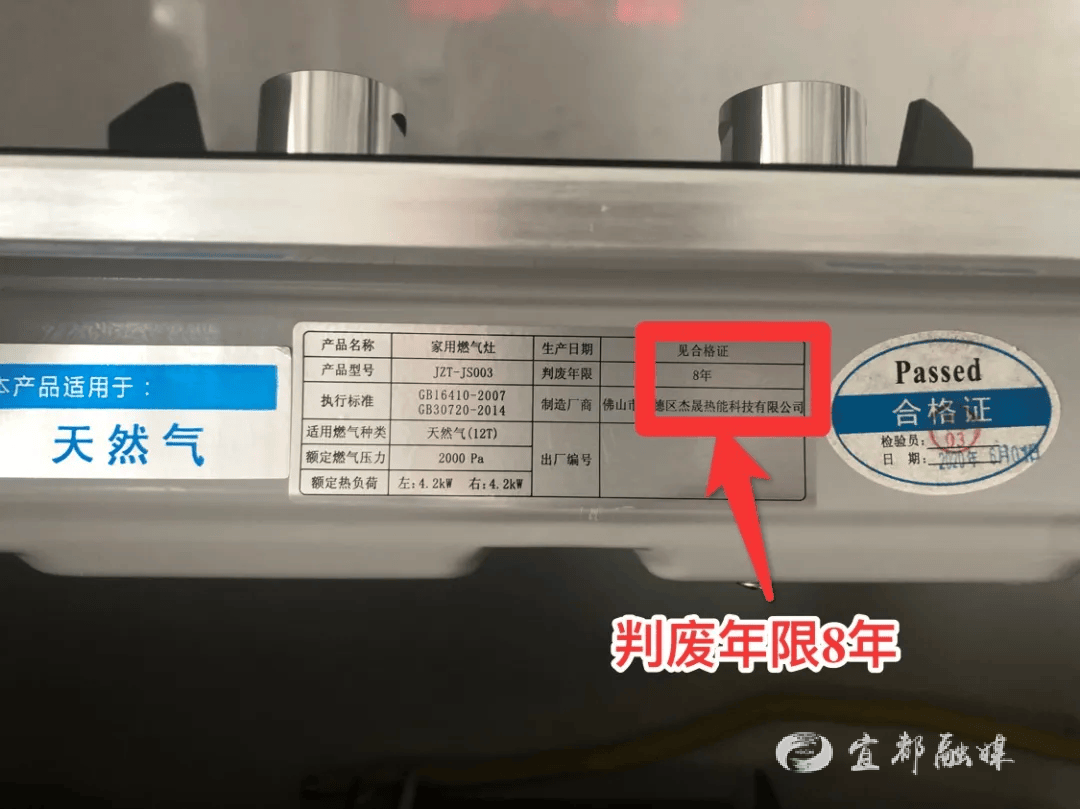 本产品适用于：
天然气
产品名称 家用燃气灶 生产日期 见合格证
产品型号 JZT-JS003 判废年限 8年
执行标准 GB16410-2007
GB30720-2014 制造厂商 佛山市 德区杰晟热能科技有限公司
适用燃气种类 天然气(12T)
额定燃气压力 2000 Pa 出厂编号
额定热负荷 左:4.2kW 右:4.2kW
Passed
合格证
检验员: 03
日 期: 2020年
判废年限8年
宜都融媒